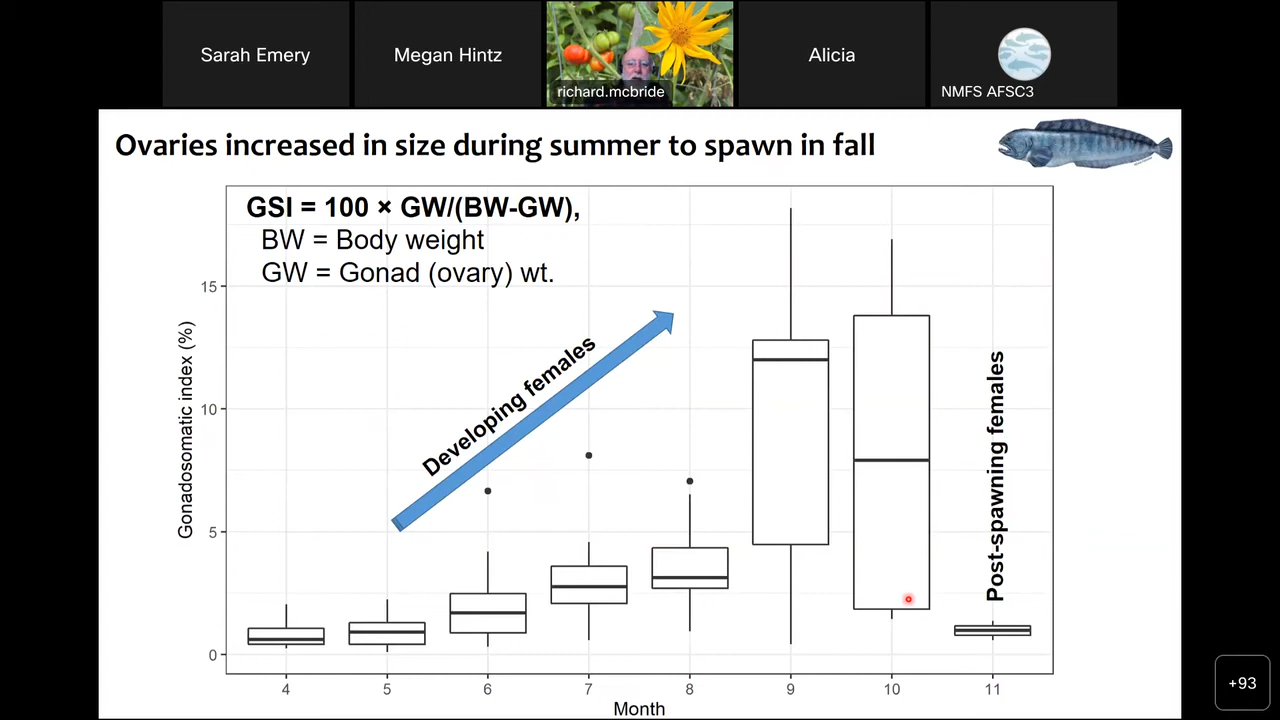 Sarah Emery
Megan Hintz
richard.mcbride
Alicia
NMFS AFSC3
Ovaries increased in size during summer to spawn in fall
GSI = 100 × GW/(BW-GW),
BW = Body weight
GW = Gonad (ovary) wt.
Developing females
Post-spawning females
Gonadosomatic index (%)
15
10
5
0
4 5 6 7 8 9 10 11
Month
+93